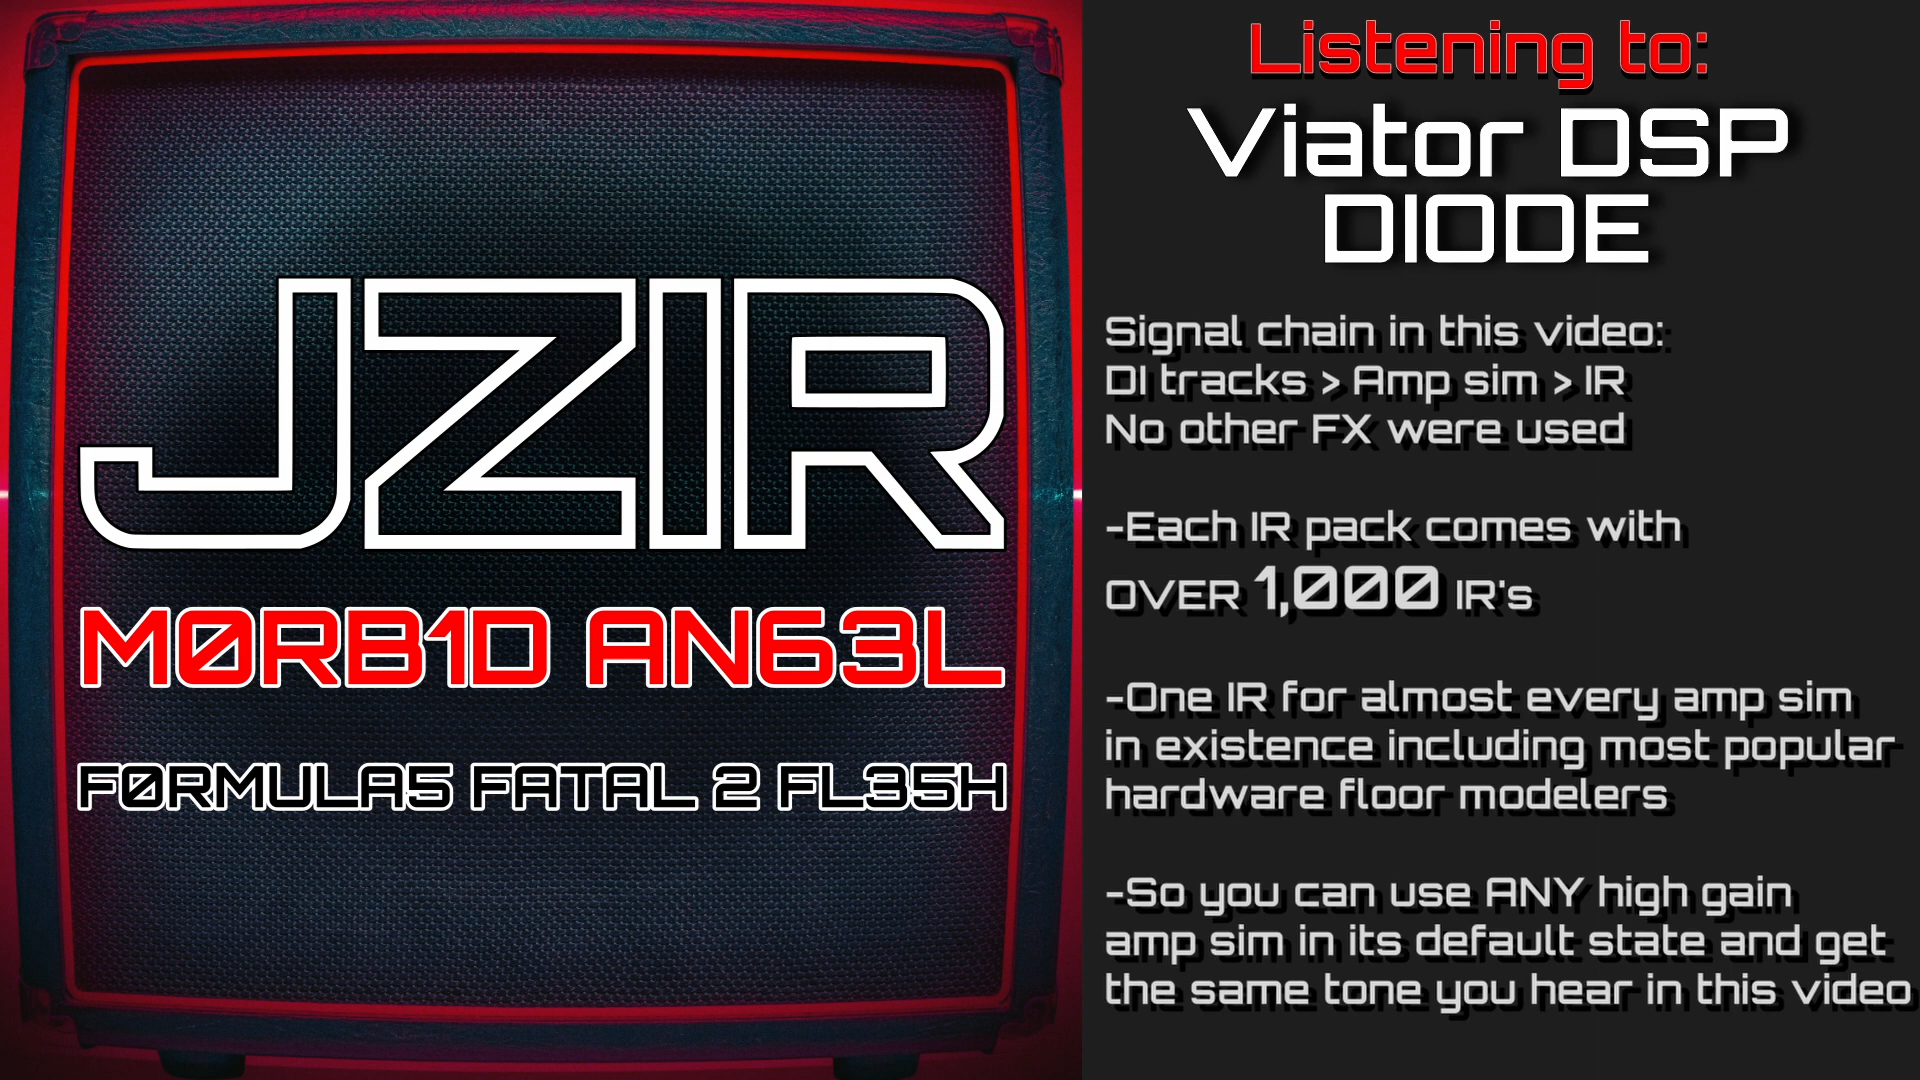 JZIR
M0RB1D AN63L
F0RMULA5 FATAL 2 FL35H
Listening to:
Viator DSP
DIODE
Signal chain in this video:
DI tracks > Amp sim > IR
No other FX were used
-Each IR pack comes with
OVER 1,000 IR's
-One IR for almost every amp sim
in existence including most popular
hardware floor modelers
-So you can use ANY high gain
amp sim in its default state and get
the same tone you hear in this video